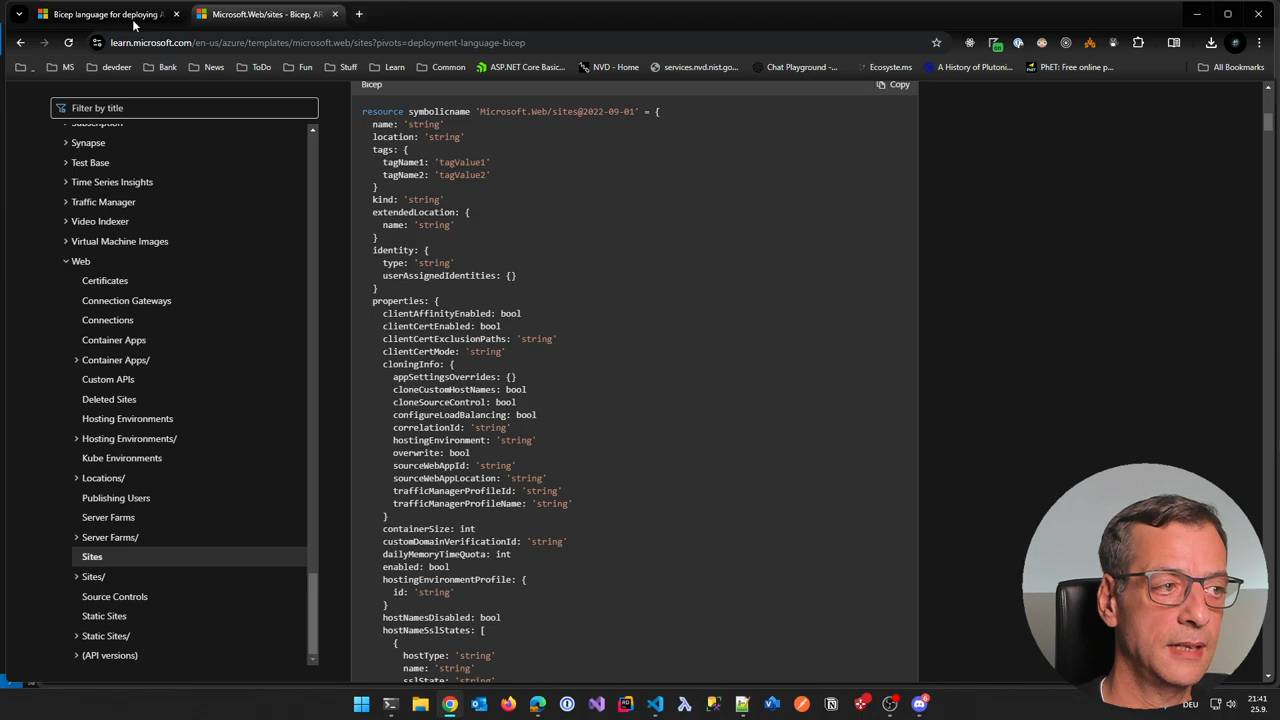 Bicep language for deploying A
Microsoft.Web/sites - Bicep, AR
learn.microsoft.com/en-us/azure/templates/microsoft.web/sites?pivots=deployment-language-bicep
MS
devdeer
Bank
News
ToDo
Fun
Stuff
Learn
Common
ASP.NET Core Basic...
NVD - Home
services.nvd.nist.go...
Chat Playground-...
Ecosyste.ms
A History of Plutoni...
PhET: Free online p...
All Bookmarks
Filter by title
Synapse
Test Base
Time Series Insights
Traffic Manager
Video Indexer
Virtual Machine Images
Web
Certificates
Connection Gateways
Connections
Container Apps
Container Apps/
Custom APIs
Deleted Sites
Hosting Environments
Hosting Environments/
Kube Environments
Locations/
Publishing Users
Server Farms
Server Farms/
Sites
Sites/
Source Controls
Static Sites
Static Sites/
(API versions)
Bicep
Copy
resource symbolicname 'Microsoft.Web/sites@2022-09-01' = {
name: 'string'
location: 'string'
tags: {
tagName1: 'tagValue1'
tagName2: 'tagValue2'
}
kind: 'string'
extendedLocation: {
name: 'string'
}
identity: {
type: 'string'
userAssignedIdentities: {}
}
properties: {
clientAffinityEnabled: bool
clientCertEnabled: bool
clientCertExclusionPaths: 'string'
clientCertMode: 'string'
cloningInfo: {
appSettingsOverrides: {}
cloneCustomHostNames: bool
cloneSourceControl: bool
configureLoadBalancing: bool
correlationId: 'string'
hostingEnvironment: 'string'
overwrite: bool
sourceWebAppId: 'string'
sourceWebAppLocation: 'string'
trafficManagerProfileId: 'string'
trafficManagerProfileName: 'string'
}
containerSize: int
customDomainVerificationId: 'string'
dailyMemoryTimeQuota: int
enabled: bool
hostingEnvironmentProfile: {
id: 'string'
}
hostNamesDisabled: bool
hostNameSslStates: [
{
hostType: 'string'
name: 'string'
sslState: 'string'
DEU
21:41
25.9.